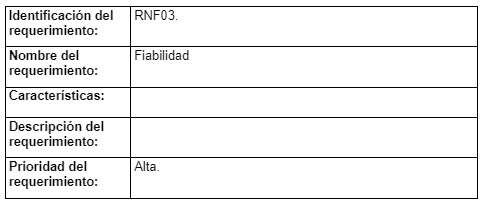 Identificación del RNF03.
requerimiento:
Nombre del Fiabilidad
requerimiento:
Características:
Descripción del
requerimiento:
Prioridad del Alta.
requerimiento: